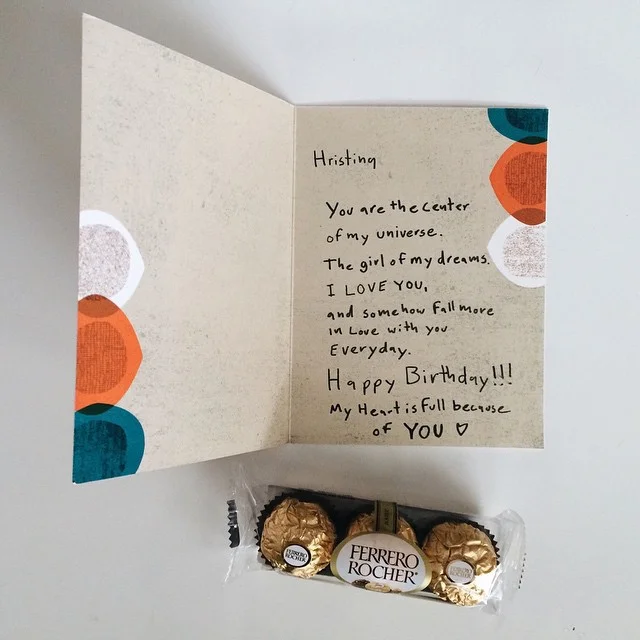 Hristina
You are the center
of my universe.
The girl of my dreams.
I LOVE YOU,
and somehow fall more
in Love with you
Everyday.
Happy Birthday!!!
My Heart is Full because
of YOU ♡
FERRERO
ROCHER
FERRERO
ROCHER®
FERRERO
ROCHER